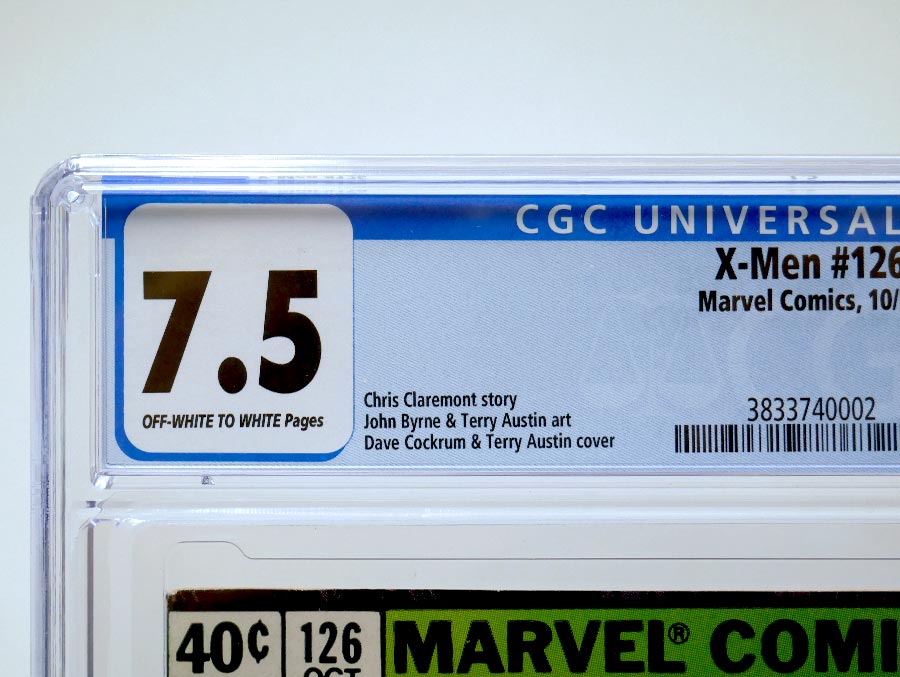 CGC UNIVERSAL
7.5
OFF-WHITE TO WHITE Pages
X-Men #126
Marvel Comics, 10/
Chris Claremont story
John Byrne & Terry Austin art
Dave Cockrum & Terry Austin cover
3833740002
40¢
126
OCT
MARVEL® COMI